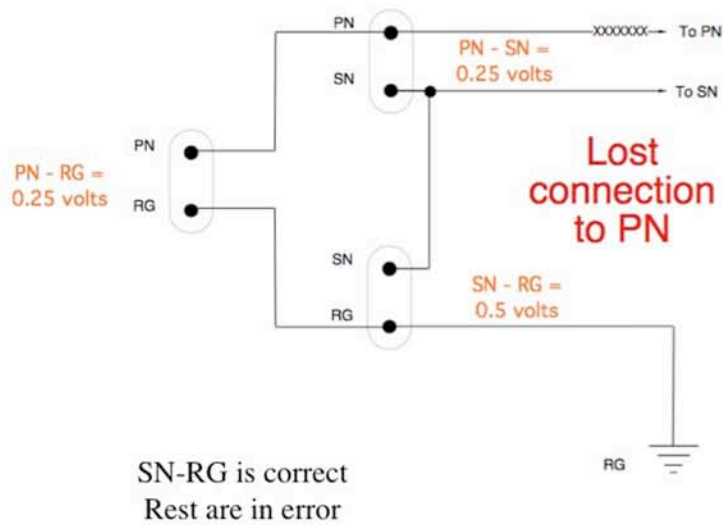 PN
SN
PN - SN =
0.25 volts
XXXXXXX
To PN
To SN
PN
RG
PN - RG =
0.25 volts
Lost
connection
to PN
SN
RG
SN - RG =
0.5 volts
RG
SN-RG is correct
Rest are in error